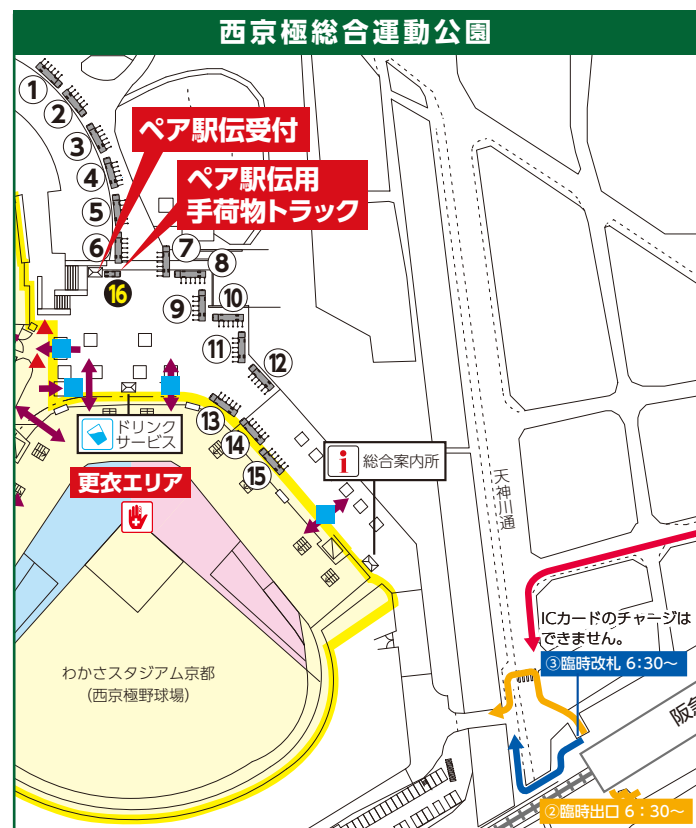 西京極総合運動公園
①
②
③
④
⑤
⑥
ペア駅伝受付
ペア駅伝用
手荷物トラック
⑦
⑧
⑯
⑨
⑩
⑪
⑫
⑬
⑭
⑮
ドリンク
サービス
i 総合案内所
更衣エリア
天神川通
わかさスタジアム京都
(西京極野球場)
ICカードのチャージは
できません。
③臨時改札 6:30〜
阪急
②臨時出口 6：30〜